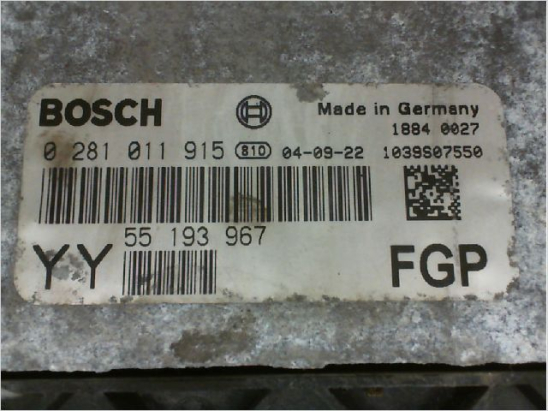 BOSCH Made in Germany
1884 0027
0 281 011 915 810 04-09-22 1039S07550
55 193 967
YY FGP